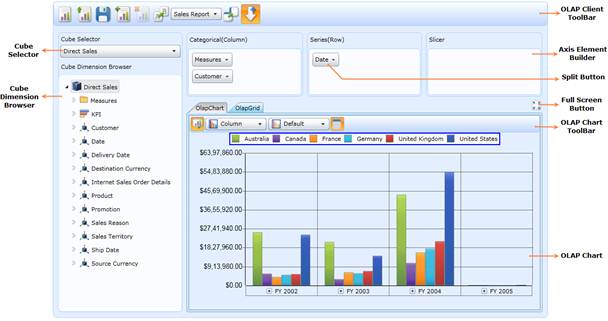 Sales Report
OLAP Client
ToolBar
Cube Selector
Direct Sales
Cube
Selector
Categorical(Column)
Measures
Customer
Series(Row)
Date
Slicer
Axis Element
Builder
Split Button
Cube Dimension Browser
Cube
Dimension
Browser
Direct Sales
Measures
KPI
Customer
Date
Delivery Date
Destination Currency
Internet Sales Order Details
Product
Promotion
Sales Reason
Sales Territory
Ship Date
Source Currency
OlapChart
OlapGrid
Full Screen
Button
Column
Default
OLAP Chart
ToolBar
Australia Canada France Germany United Kingdom United States
$63,97,860.00
$54,83,880.00
$45,69,900.00
$36,55,920.00
$27,41,940.00
$18,27,960.00
$9,13,980.00
$0.00
FY 2002 FY 2003 FY 2004 FY 2005
OLAP Chart